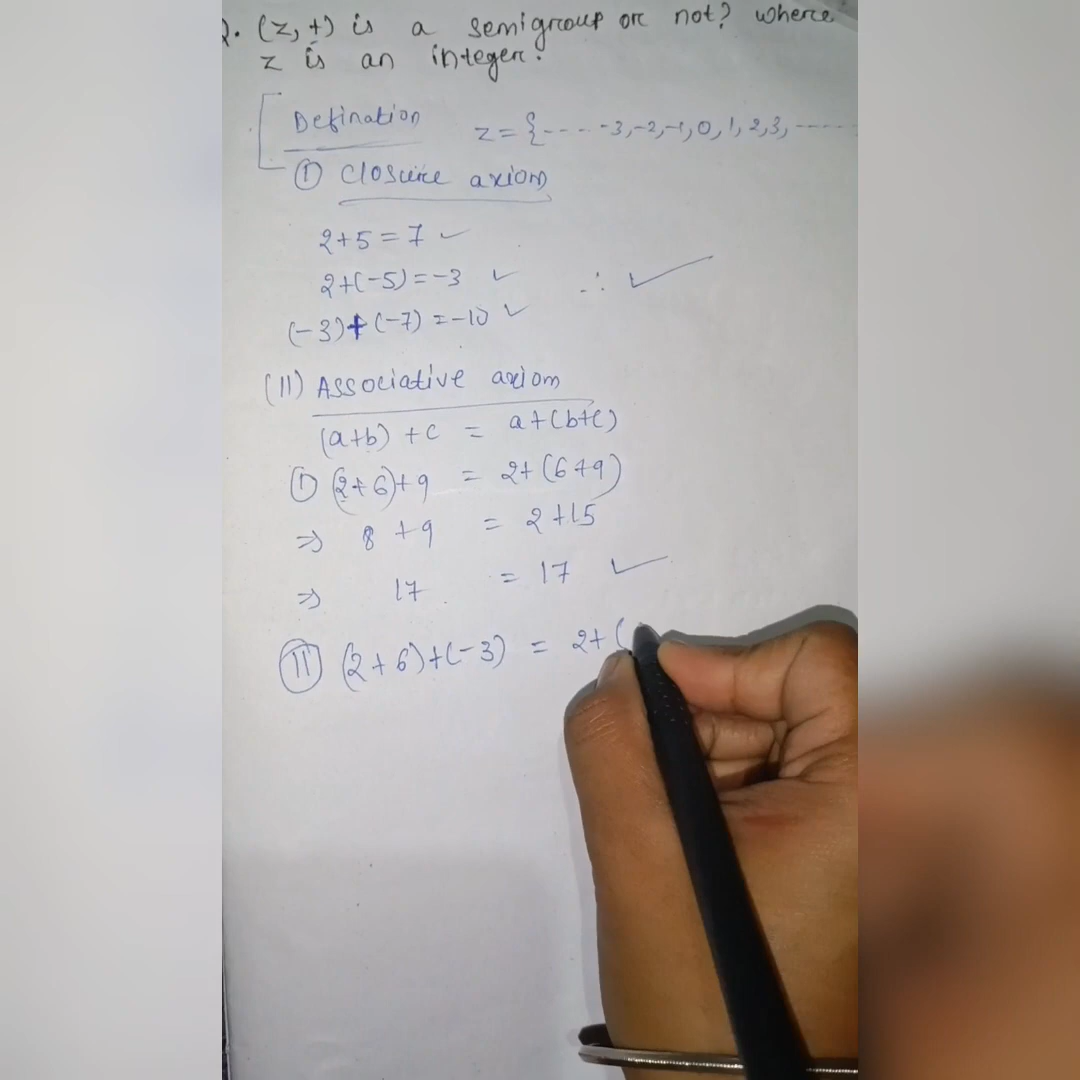 Q. (Z, +) is a semigroup or not? where
Z is an integer.
Defination Z = {---- -3, -2, -1, 0, 1, 2, 3, -----
① Closure axiom
2+5=7 ✓
2+(-5)=-3 ✓ ∴ ✓
(-3)+(-7)=-10 ✓
(II) Associative axiom
(a+b)+c = a+(b+c)
① (2+6)+9 = 2+(6+9)
⇒ 8+9 = 2+15
⇒ 17 = 17 ✓
Ⓘ Ⓘ (2+6)+(-3) = 2+(